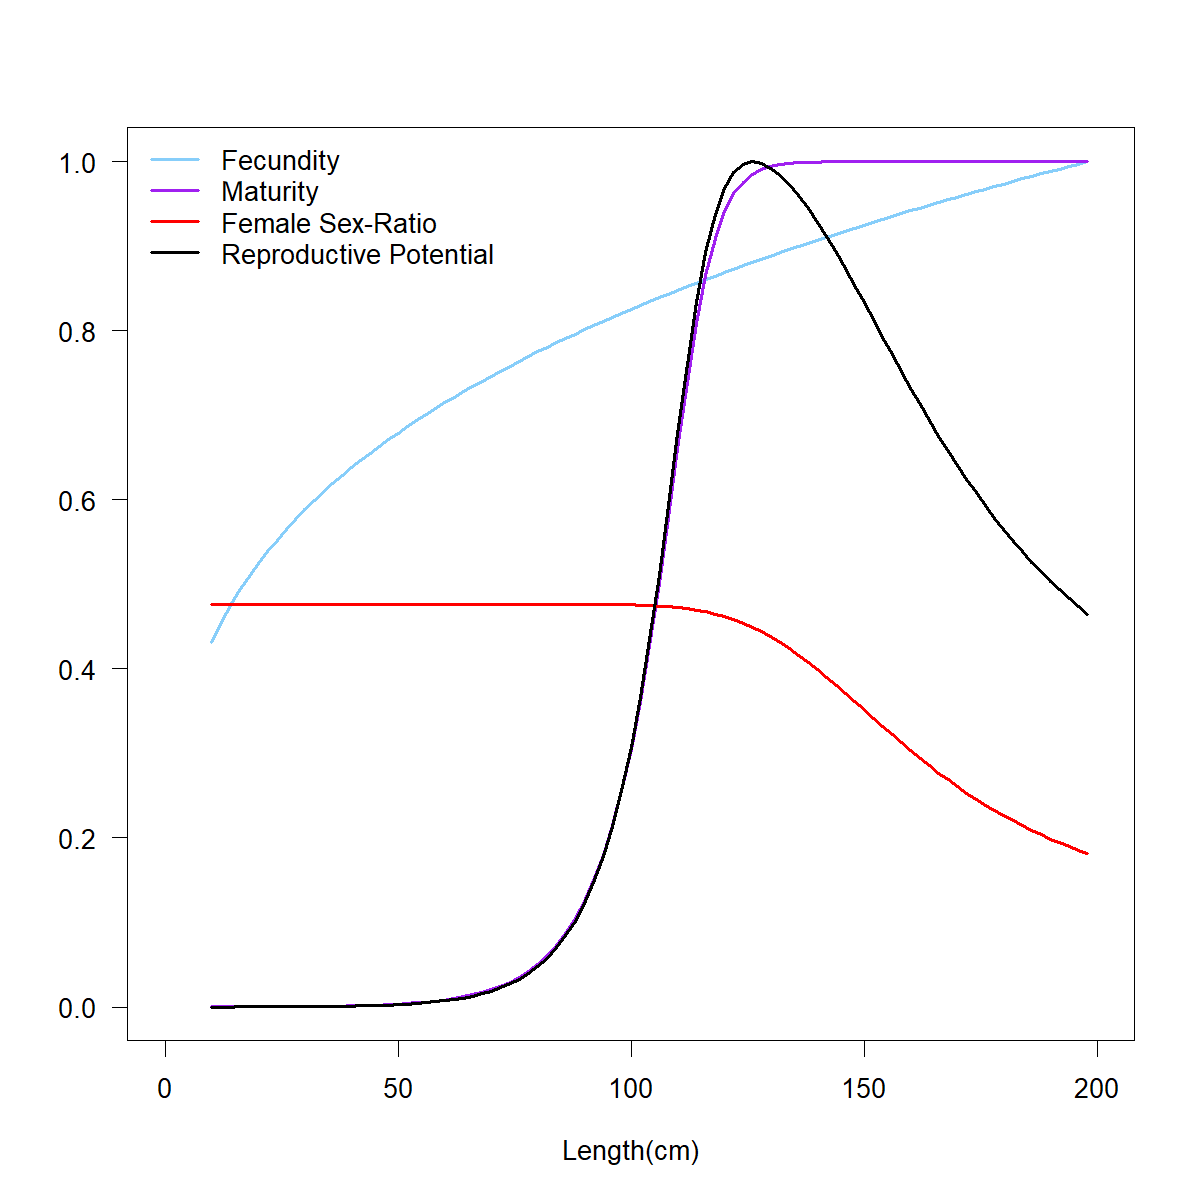 Fecundity
Maturity
Female Sex-Ratio
Reproductive Potential
1.0
0.8
0.6
0.4
0.2
0.0
0 50 100 150 200
Length(cm)